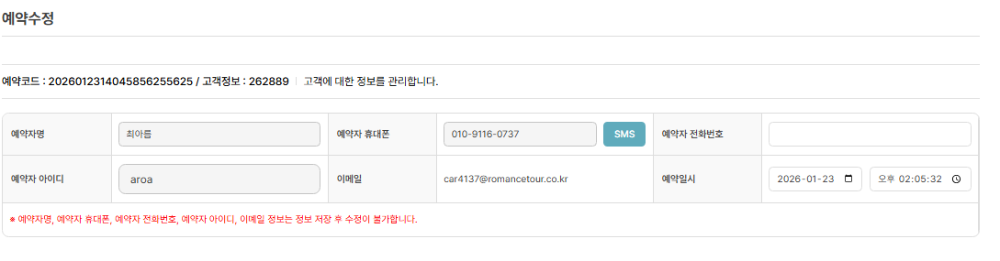 예약수정
예약코드 : 2026012314045856255625 / 고객정보 : 262889 | 고객에 대한 정보를 관리합니다.
예약자명 최아름 예약자 휴대폰 010-9116-0737 SMS 예약자 전화번호
예약자 아이디 aroa 이메일 car4137@romancetour.co.kr 예약일시 2026-01-23 오후 02:05:32
※ 예약자명, 예약자 휴대폰, 예약자 전화번호, 예약자 아이디, 이메일 정보는 정보 저장 후 수정이 불가합니다.